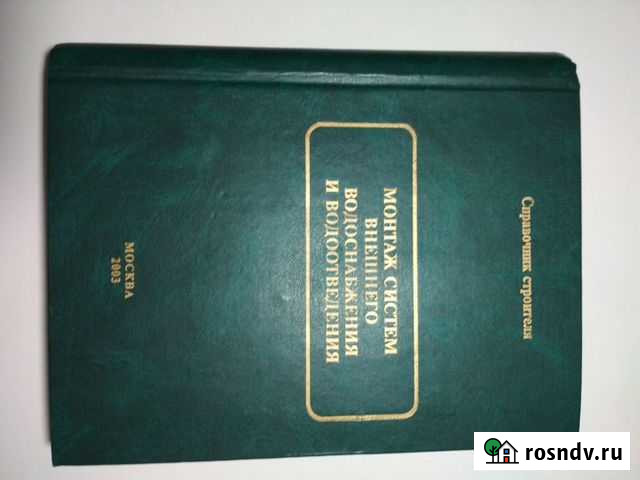 Справочник строителя
МОНТАЖ СИСТЕМ
ВНЕШНЕГО
ВОДОСНАБЖЕНИЯ
И ВОДООТВЕДЕНИЯ
МОСКВА
2003
rosndv.ru